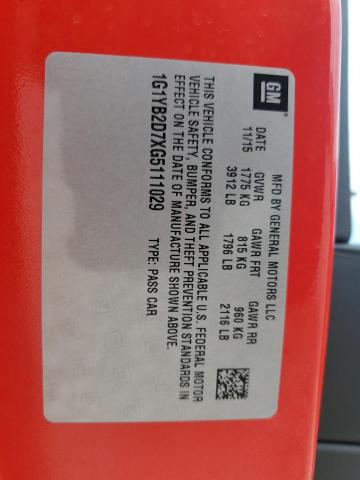 GM
MFD BY GENERAL MOTORS LLC
DATE GVWR GAWR FRT GAWR RR
11/15 1775 KG 815 KG 960 KG
3912 LB 1796 LB 2116 LB
THIS VEHICLE CONFORMS TO ALL APPLICABLE U.S. FEDERAL MOTOR
VEHICLE SAFETY, BUMPER, AND THEFT PREVENTION STANDARDS IN
EFFECT ON THE DATE OF MANUFACTURE SHOWN ABOVE.
1G1YB2D7XG5111029 TYPE: PASS CAR